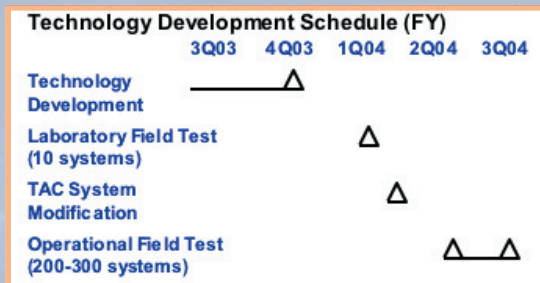 Technology Development Schedule (FY)
3Q03 4Q03 1Q04 2Q04 3Q04
Technology
Development
Laboratory Field Test
(10 systems)
TAC System
Modification
Operational Field Test
(200-300 systems)